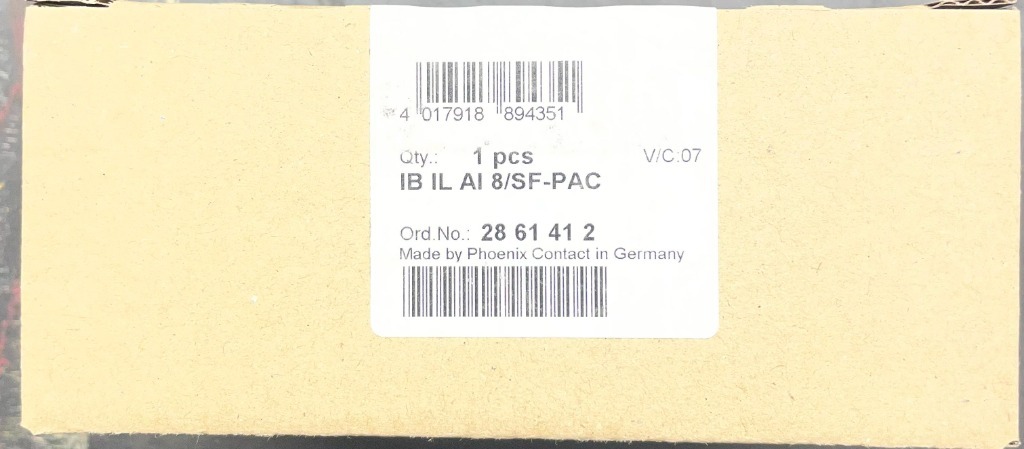 4 017918 894351
Qty.: 1 pcs V/C:07
IB IL AI 8/SF-PAC
Ord.No.: 28 61 41 2
Made by Phoenix Contact in Germany